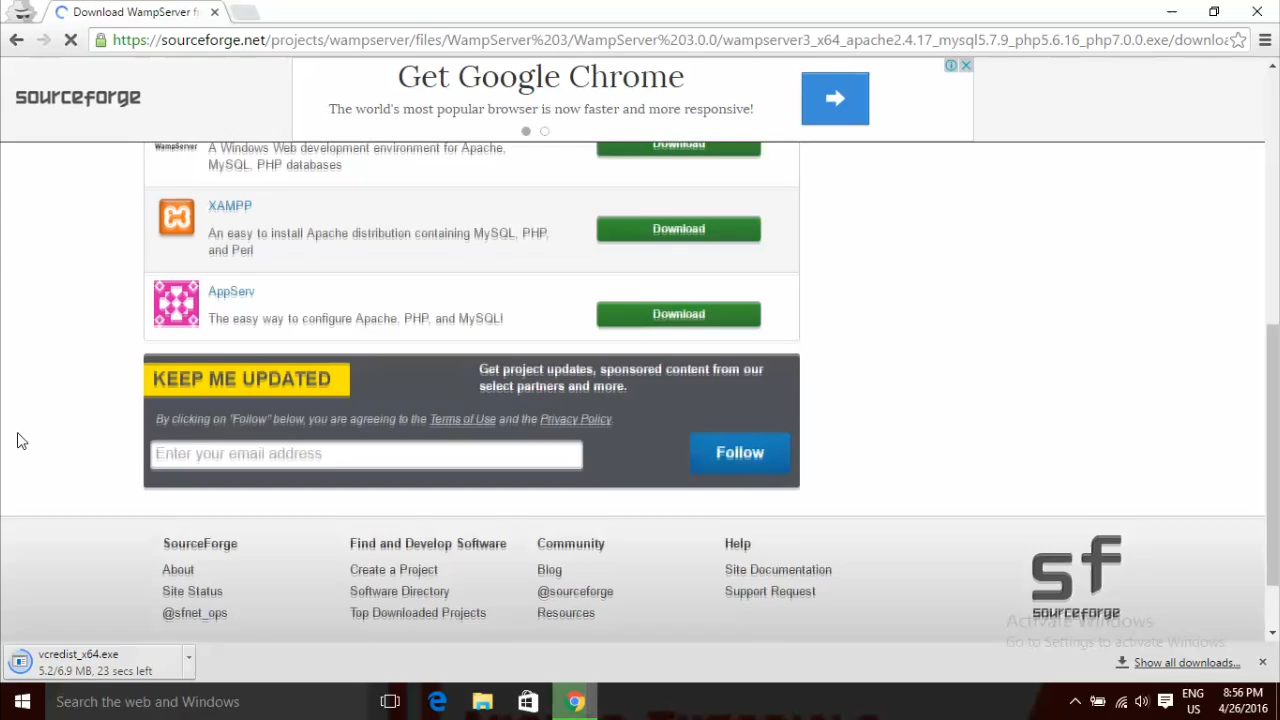 Download WampServer f
https://sourceforge.net/projects/wampserver/files/WampServer%203/WampServer%203.0.0/wampserver3_x64_apache2.4.17_mysql5.7.9_php5.6.16_php7.0.0.exe/downloa
sourceforge
Get Google Chrome
The world's most popular browser is now faster and more responsive!
WampServer
A Windows Web development environment for Apache,
MySQL, PHP databases
Download
XAMPP
An easy to install Apache distribution containing MySQL, PHP,
and Perl
Download
AppServ
The easy way to configure Apache, PHP, and MySQL!
Download
KEEP ME UPDATED
Get project updates, sponsored content from our
select partners and more.
By clicking on "Follow" below, you are agreeing to the Terms of Use and the Privacy Policy.
Enter your email address
Follow
SourceForge
About
Site Status
@sfnet_ops
Find and Develop Software
Create a Project
Software Directory
Top Downloaded Projects
Community
Blog
@sourceforge
Resources
Help
Site Documentation
Support Request
sf
sourceforge
Activate Windows
Go to Settings to activate Windows.
vcredist_x64.exe
5.2/6.9 MB, 23 secs left
Show all downloads...
Search the web and Windows
ENG
US
8:56 PM
4/26/2016